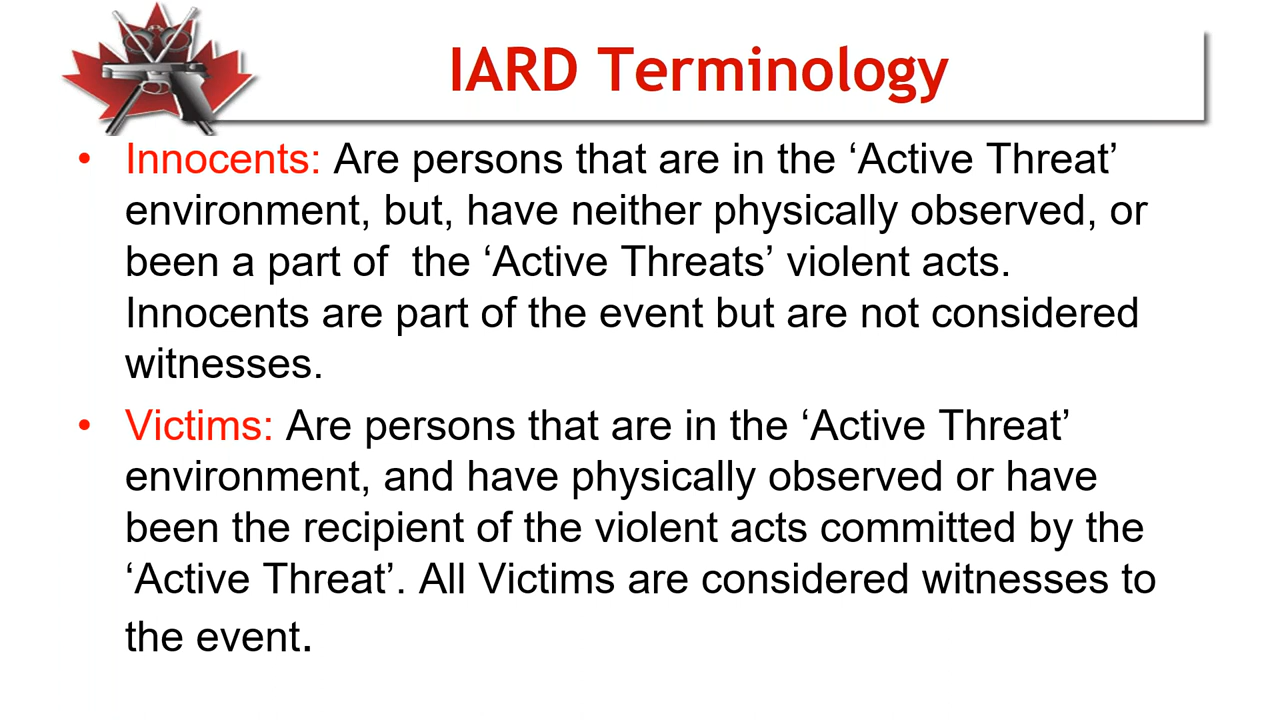 IARD Terminology
• Innocents: Are persons that are in the ‘Active Threat’
environment, but, have neither physically observed, or
been a part of  the ‘Active Threats’ violent acts.
Innocents are part of the event but are not considered
witnesses.
• Victims: Are persons that are in the ‘Active Threat’
environment, and have physically observed or have
been the recipient of the violent acts committed by the
‘Active Threat’. All Victims are considered witnesses to
the event.